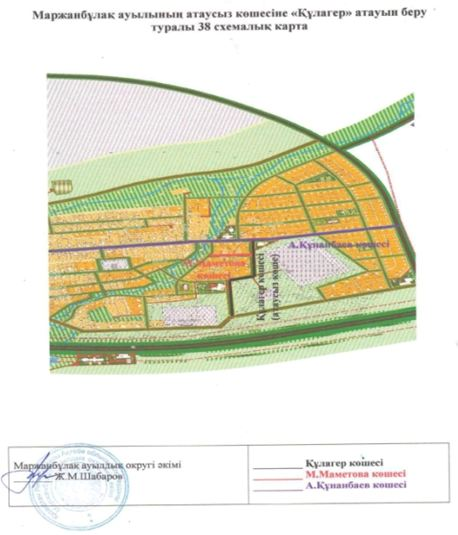 Маржанбұлақ ауылының атаусыз көшесіне «Құлагер» атауын беру
туралы 38 схемалық карта
А.Құнанбаев көшесі
көшесі
Құлагер көшесі
(атаусыз көше)
Маржанбұлақ ауылдық округі әкімі
Ж.М.Шабаров
Құлагер көшесі
М.Маметова көшесі
А.Құнанбаев көшесі